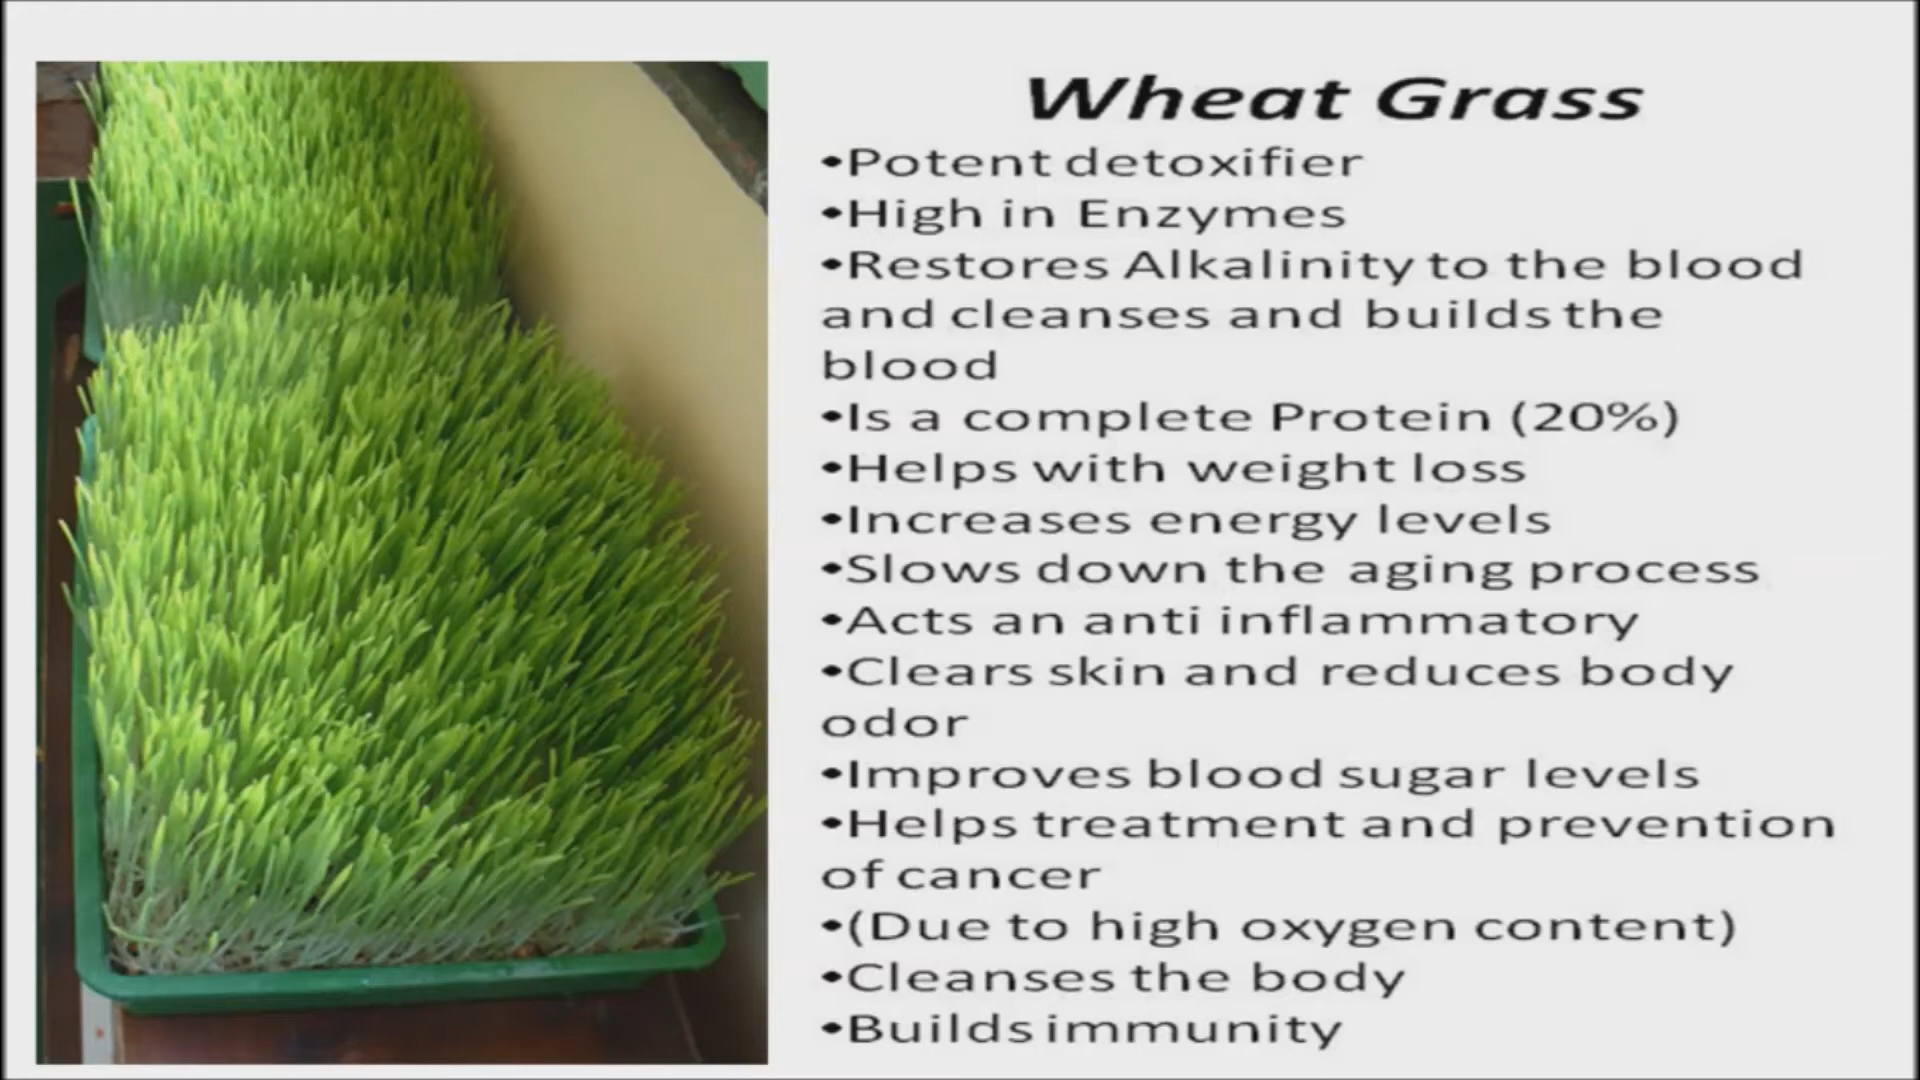 Wheat Grass
•Potent detoxifier
•High in Enzymes
•Restores Alkalinity to the blood
and cleanses and builds the
blood
•Is a complete Protein (20%)
•Helps with weight loss
•Increases energy levels
•Slows down the aging process
•Acts an anti inflammatory
•Clears skin and reduces body
odor
•Improves blood sugar levels
•Helps treatment and prevention
of cancer
•(Due to high oxygen content)
•Cleanses the body
•Builds immunity